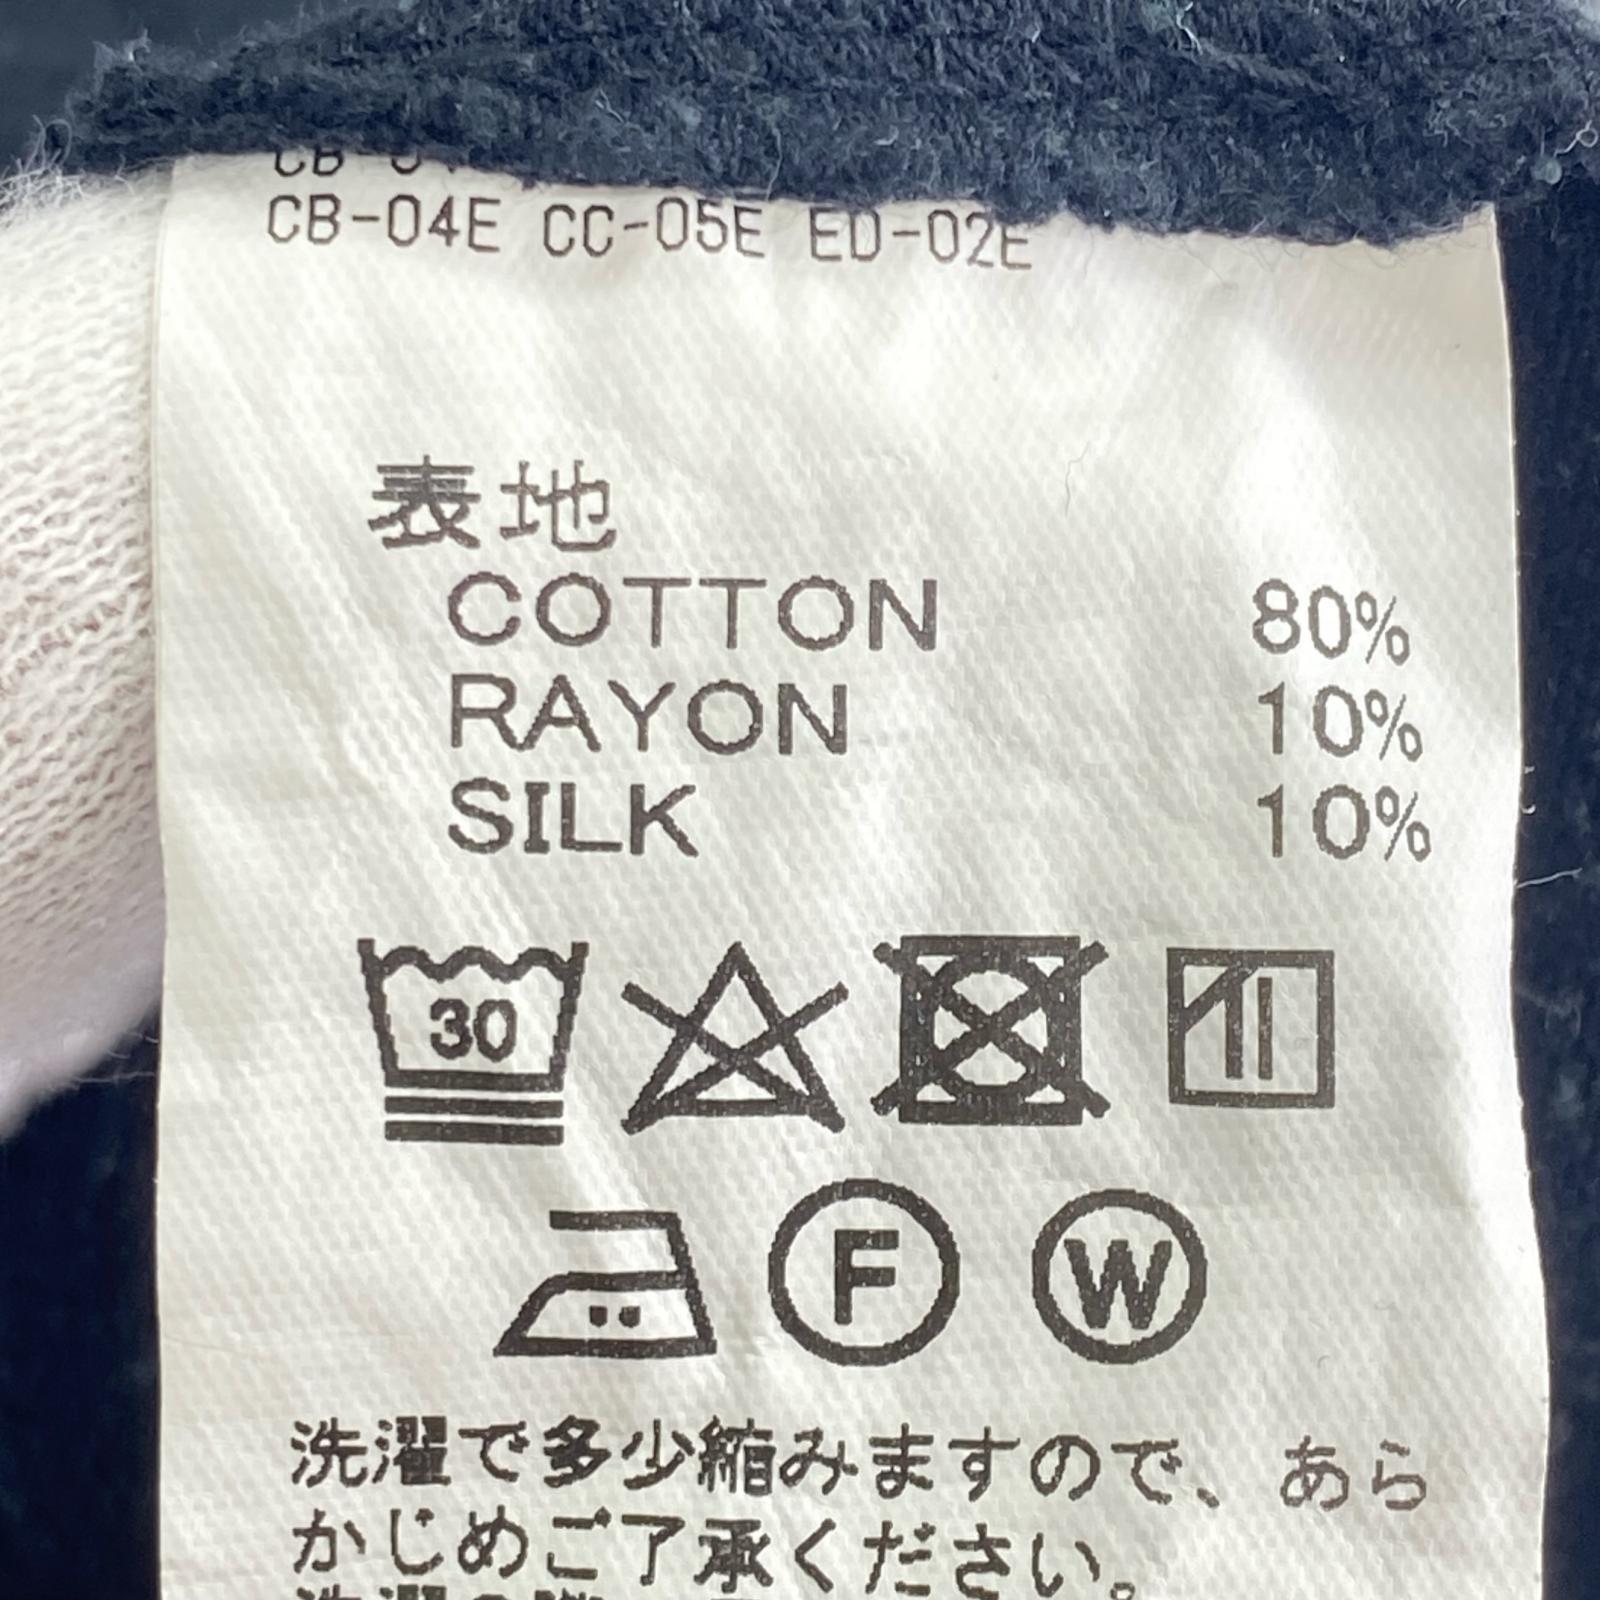 CB-04E CC-05E ED-02E
表地
COTTON 80%
RAYON 10%
SILK 10%
30
F W
洗濯で多少縮みますので、あら
かじめご了承ください。